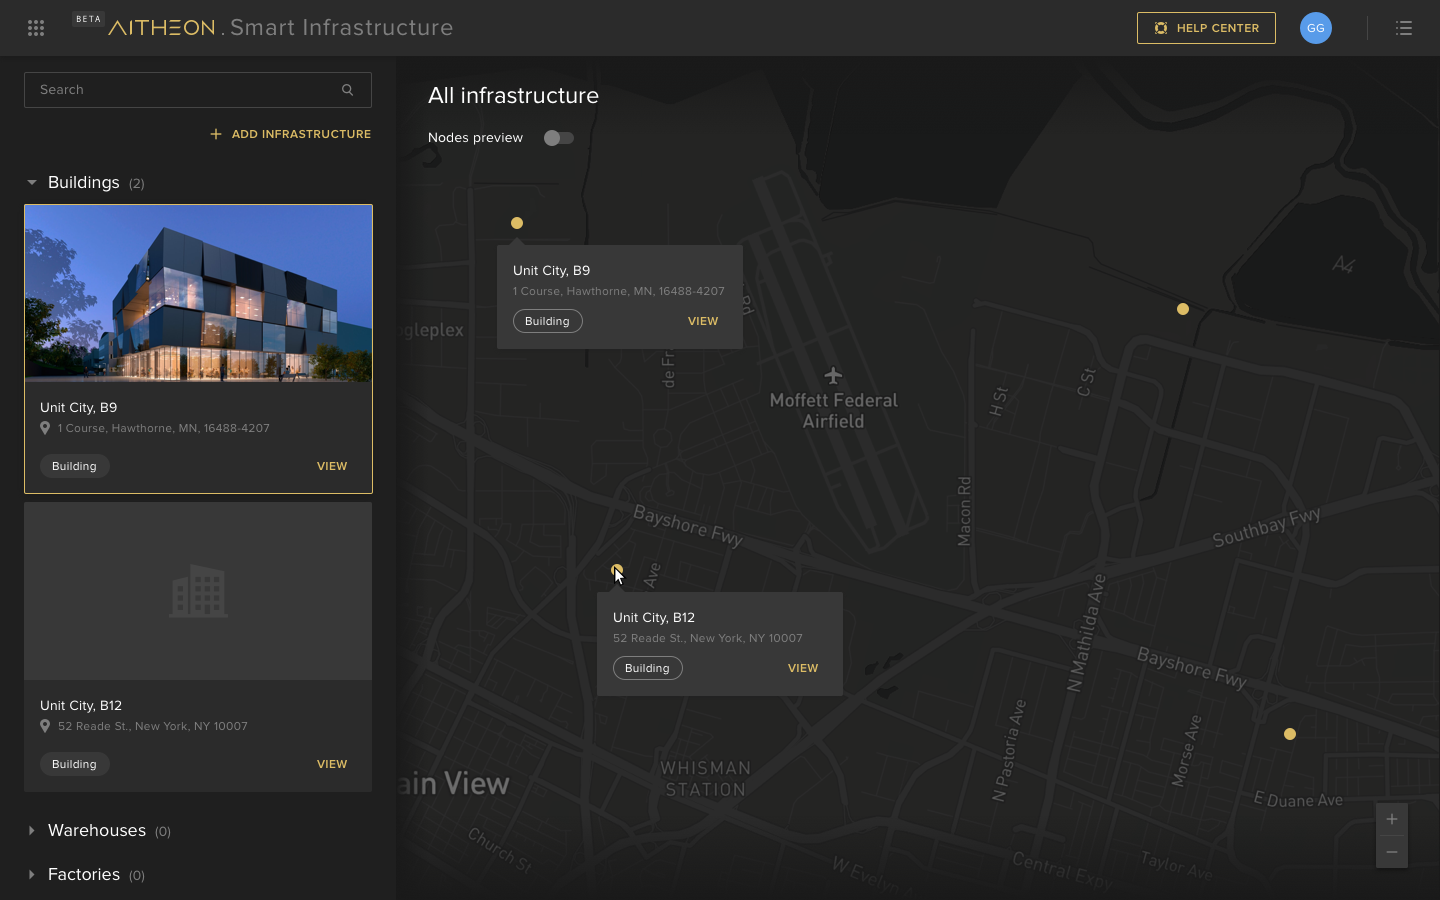 BETA
AITHEON . Smart Infrastructure
HELP CENTER
GG
Search
ADD INFRASTRUCTURE
Buildings (2)
Unit City, B9
1 Course, Hawthorne, MN, 16488-4207
Building
VIEW
Unit City, B12
52 Reade St., New York, NY 10007
Building
VIEW
Warehouses (0)
Factories (0)
All infrastructure
Nodes preview
Unit City, B9
1 Course, Hawthorne, MN, 16488-4207
Building
VIEW
A4
Rd
ogleplex
de Fr
Moffett Federal
Airfield
H St
C St
Macon Rd
Bayshore Fwy
Southbay Fwy
Ave
Unit City, B12
52 Reade St., New York, NY 10007
Building
VIEW
N Mathilda Ave
Bayshore Fwy
N Pastoria Ave
Morse Ave
ain View
WHISMAN
STATION
E Duane Ave
Church St
W Evelyn A
Central Expy
Taylor Ave